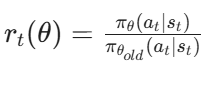 r_t(θ) = π_θ(a_t|s_t) / π_{θ_old}(a_t|s_t)